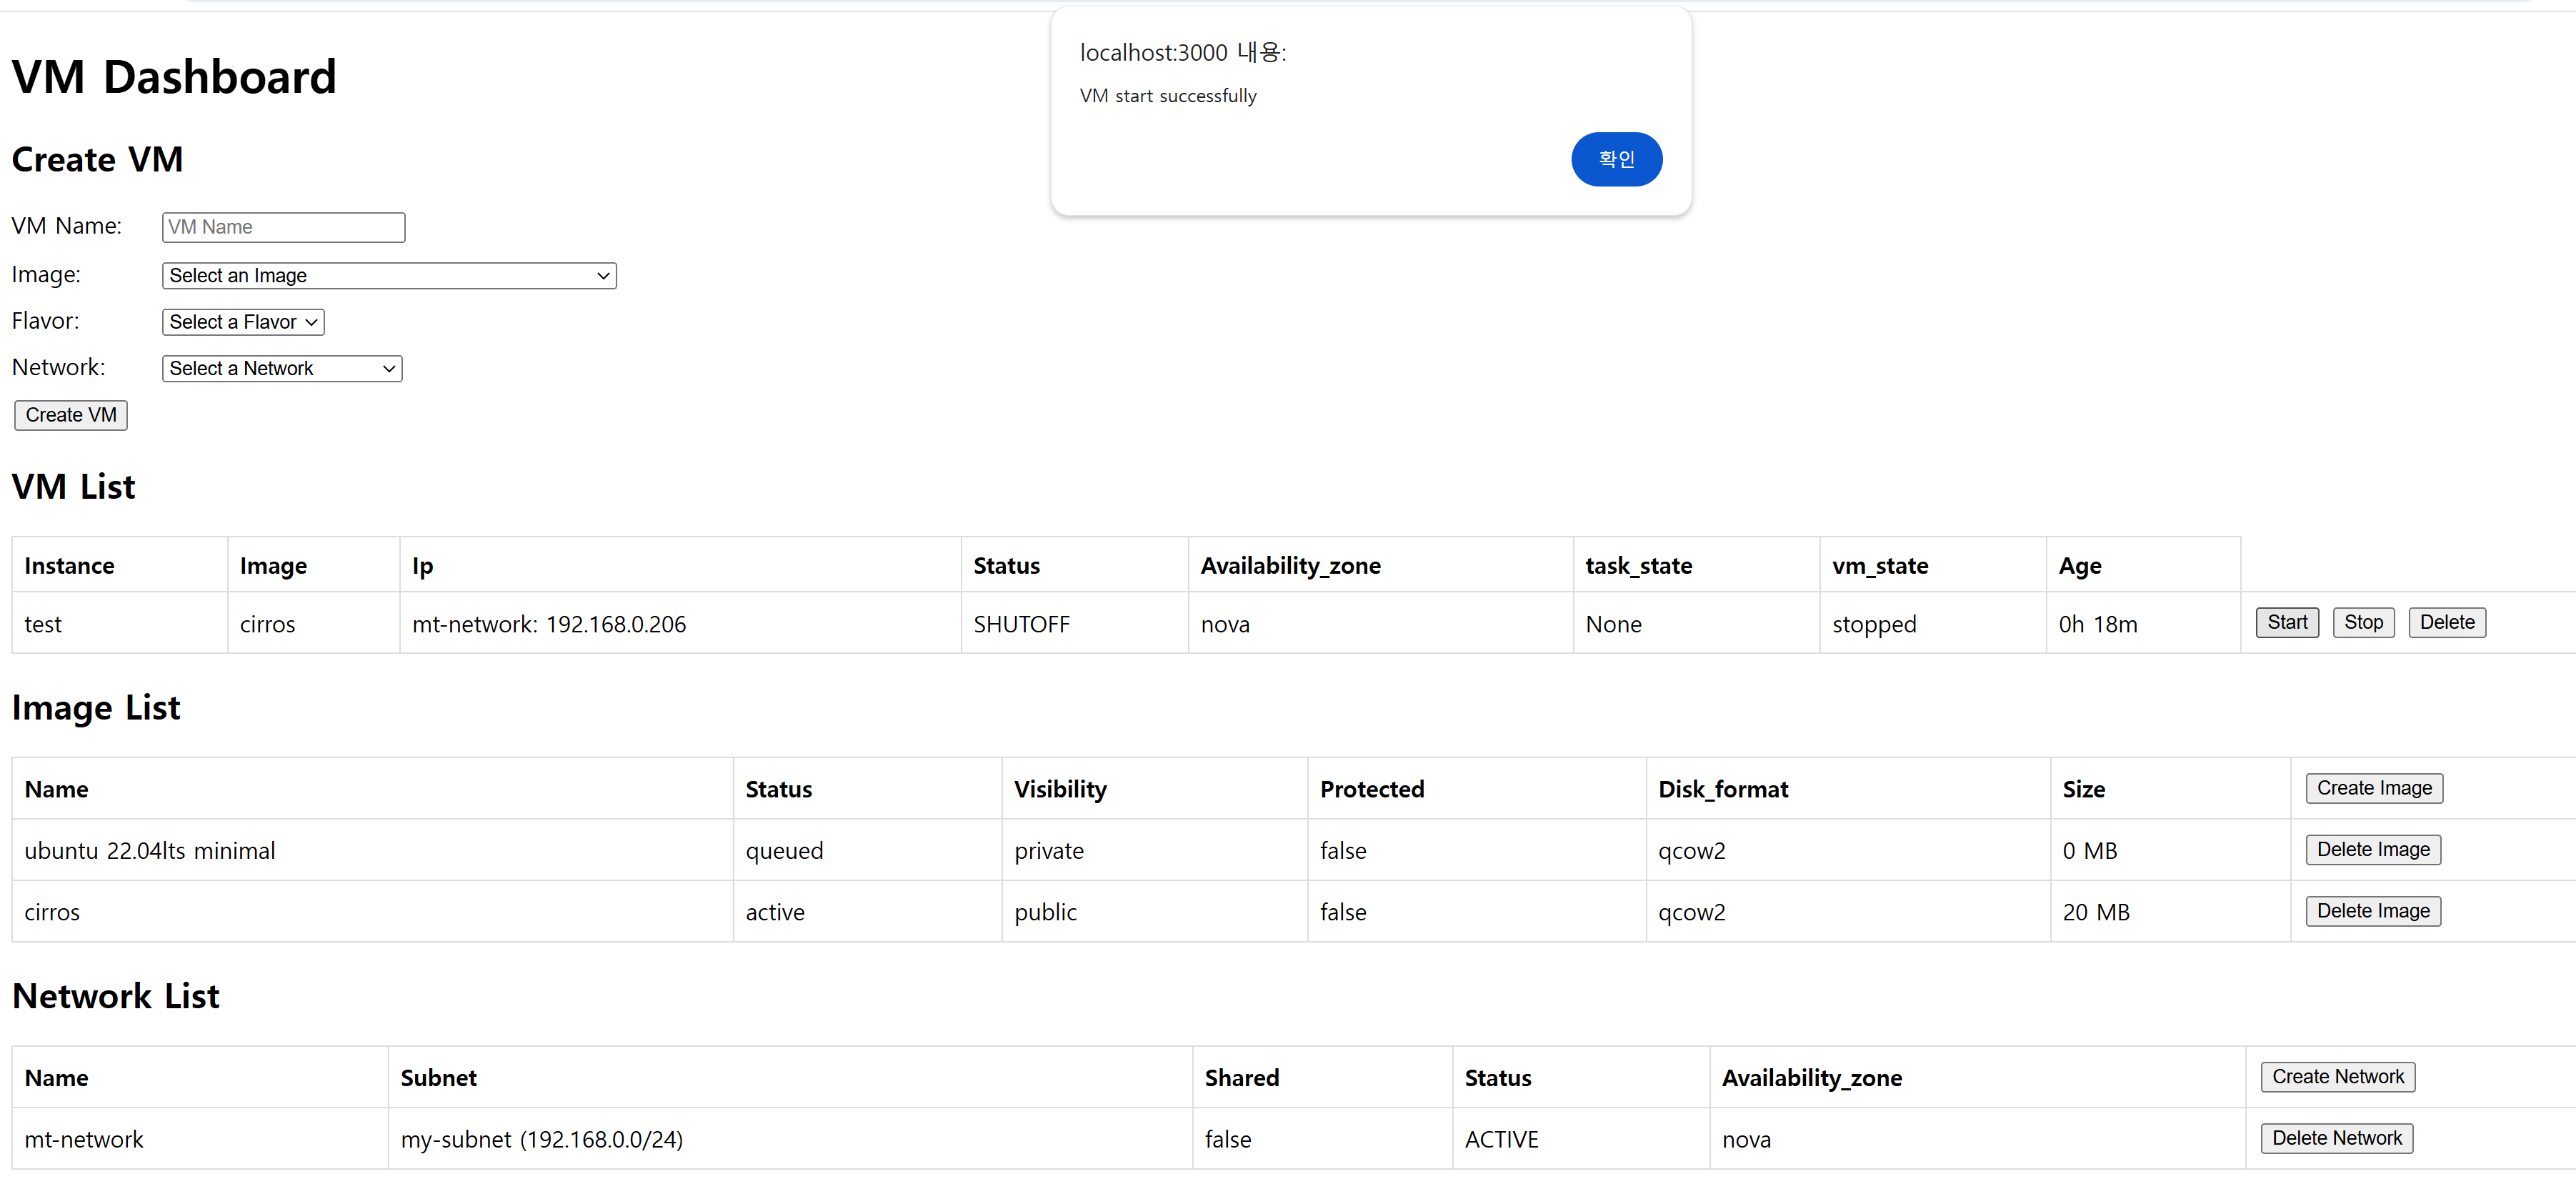 localhost:3000 내용:
VM start successfully
확인
VM Dashboard
Create VM
VM Name: VM Name
Image: Select an Image
Flavor: Select a Flavor
Network: Select a Network
Create VM
VM List
Instance Image Ip Status Availability_zone task_state vm_state Age
test cirros mt-network: 192.168.0.206 SHUTOFF nova None stopped 0h 18m Start Stop Delete
Image List
Name Status Visibility Protected Disk_format Size Create Image
ubuntu 22.04lts minimal queued private false qcow2 0 MB Delete Image
cirros active public false qcow2 20 MB Delete Image
Network List
Name Subnet Shared Status Availability_zone Create Network
mt-network my-subnet (192.168.0.0/24) false ACTIVE nova Delete Network